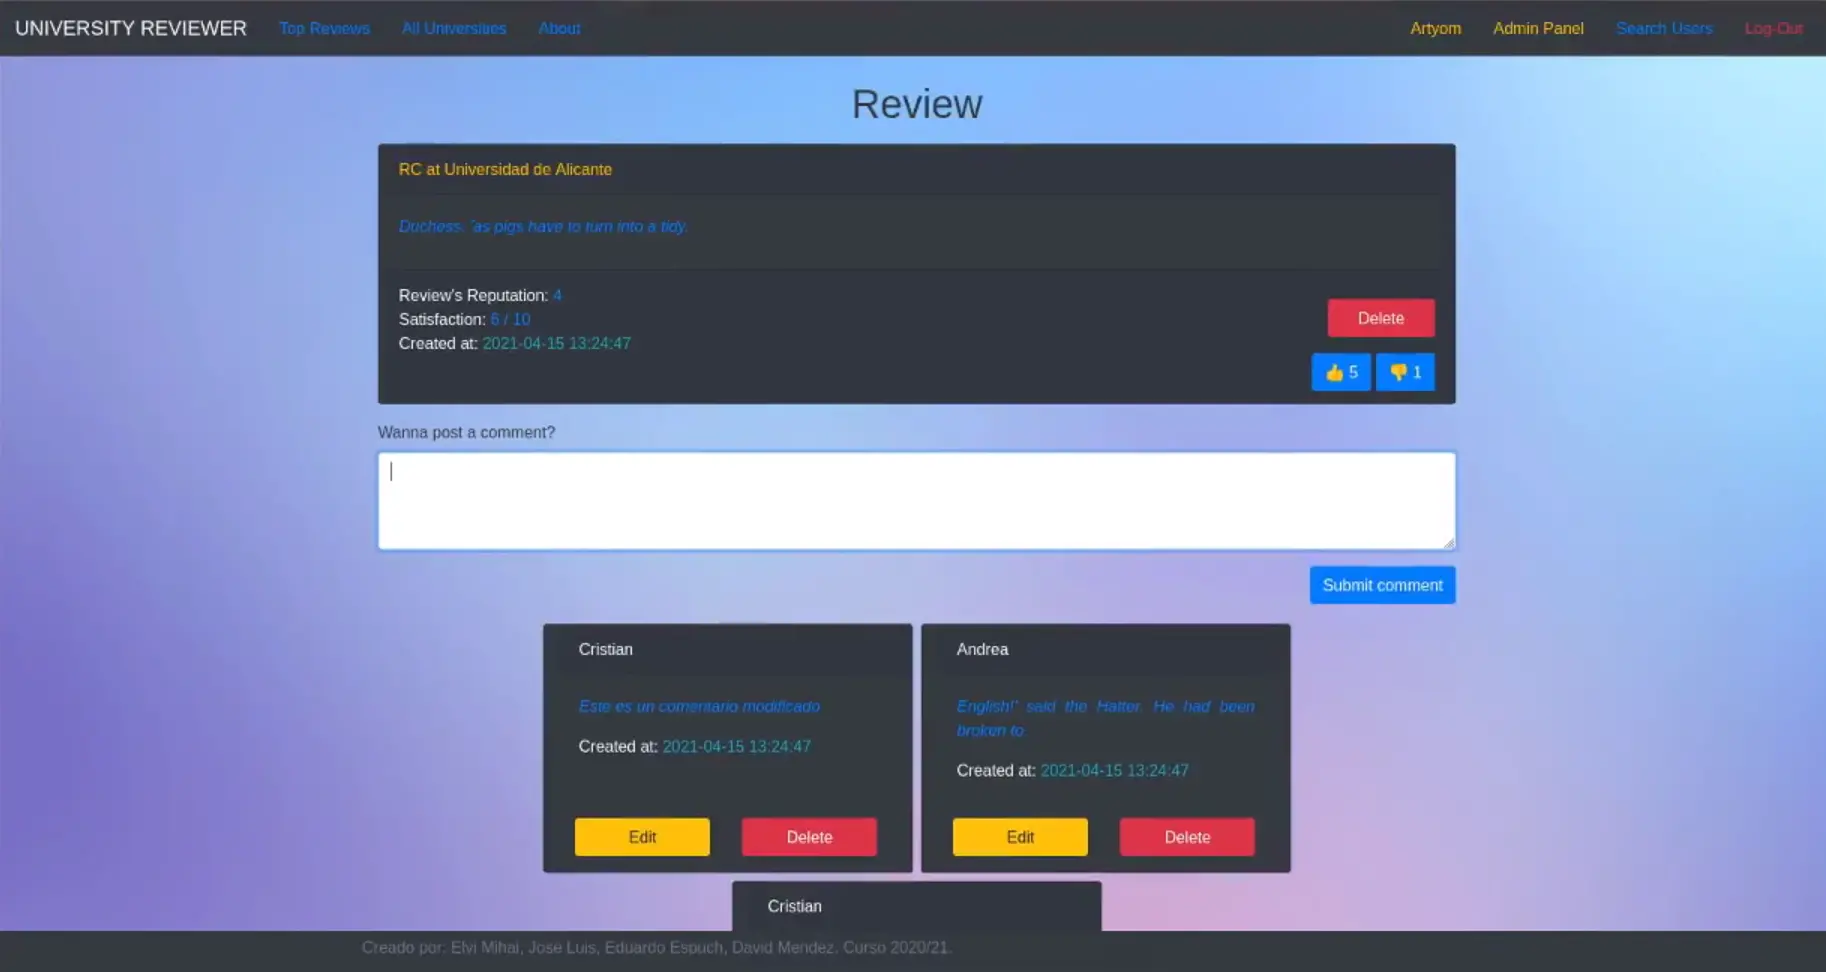 UNIVERSITY REVIEWER Top Reviews All Universities About Artyom Admin Panel Search Users Log-Out
Review
RC at Universidad de Alicante
Duchess, 'as pigs have to turn into a tidy.
Review's Reputation: 4
Satisfaction: 6 / 10
Created at: 2021-04-15 13:24:47
Delete
👍 5 👎 1
Wanna post a comment?
Submit comment
Cristian
Este es un comentario modificado
Created at: 2021-04-15 13:24:47
Edit Delete
Andrea
English!' said the Hatter. He had been
broken to
Created at: 2021-04-15 13:24:47
Edit Delete
Cristian
Creado por: Elvi Mihai, Jose Luis, Eduardo Espuch, David Mendez. Curso 2020/21.